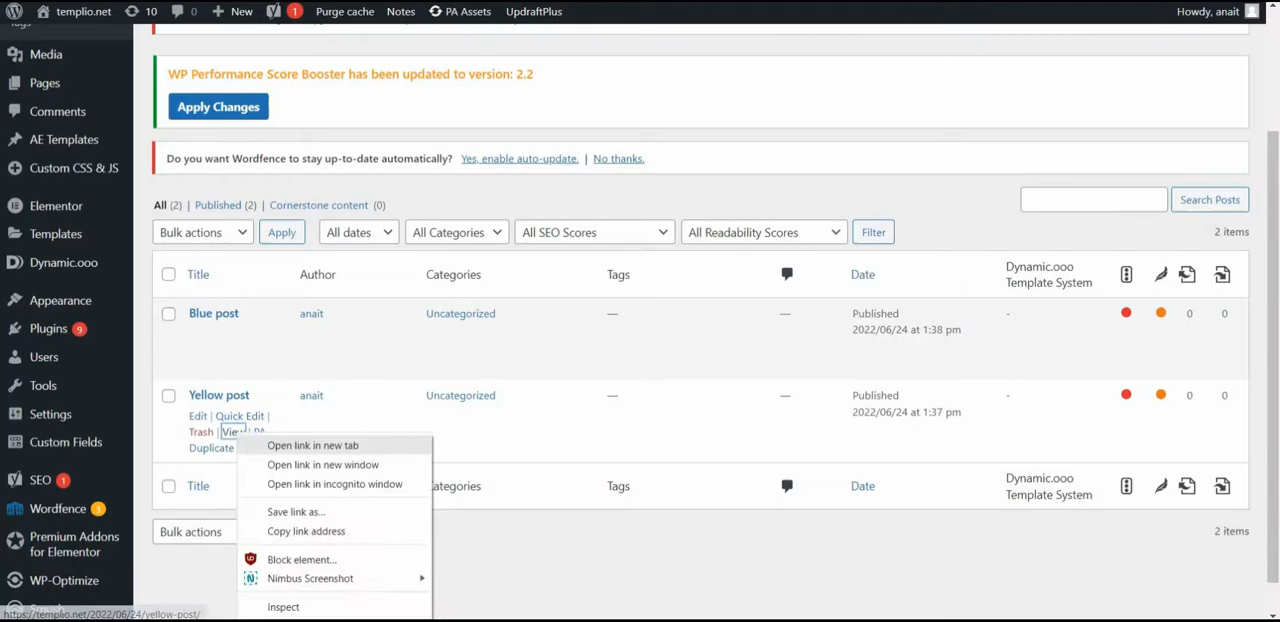 templio.net 10 0 New 1 Purge cache Notes PA Assets UpdraftPlus Howdy, anait
Media
Pages
Comments
AE Templates
Custom CSS & JS
Elementor
Templates
Dynamic.ooo
Appearance
Plugins 9
Users
Tools
Settings
Custom Fields
SEO 1
Wordfence 3
Premium Addons
for Elementor
WP-Optimize
WP Performance Score Booster has been updated to version: 2.2
Apply Changes
Do you want Wordfence to stay up-to-date automatically? Yes, enable auto-update. | No thanks.
Search Posts
All (2) | Published (2) | Cornerstone content (0)
Bulk actions Apply All dates All Categories All SEO Scores All Readability Scores Filter 2 items
Title Author Categories Tags Date Dynamic.ooo
Template System
Blue post anait Uncategorized — — Published - 0 0
2022/06/24 at 1:38 pm
Yellow post anait Uncategorized — — Published - 0 0
2022/06/24 at 1:37 pm
Edit | Quick Edit |
Trash | View | PA
Duplicate
Open link in new tab
Open link in new window
Open link in incognito window
Save link as...
Copy link address
Block element...
Nimbus Screenshot
Inspect
Title Categories Tags Date Dynamic.ooo
Template System
Bulk actions 2 items
https://templio.net/2022/06/24/yellow-post/